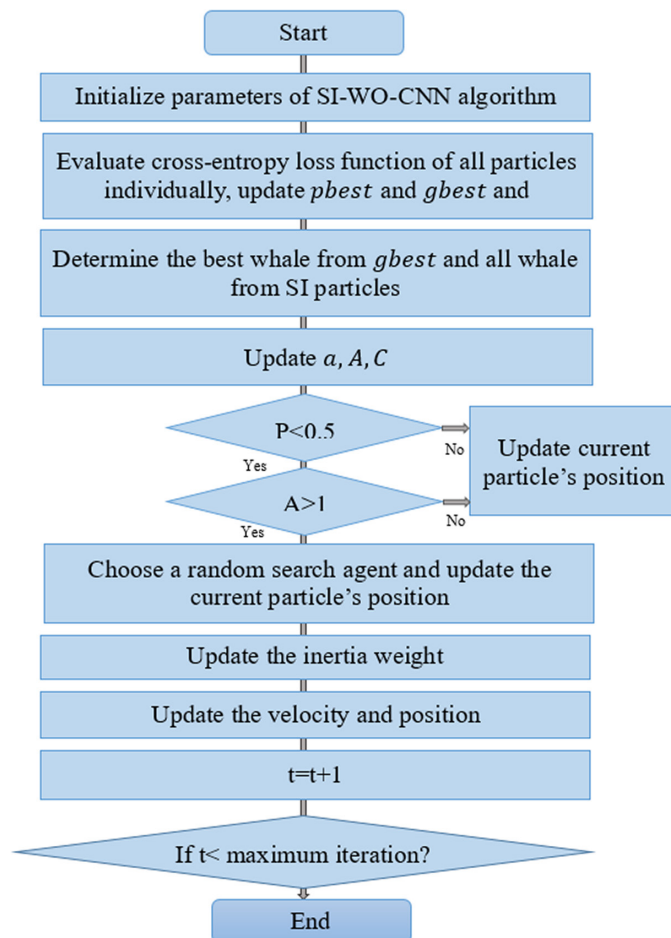 Start
Initialize parameters of SI-WO-CNN algorithm
Evaluate cross-entropy loss function of all particles
individually, update pbest and gbest and
Determine the best whale from gbest and all whale
from SI particles
Update a, A, C
P<0.5
No
Yes
Update current
particle's position
A>1
No
Yes
Choose a random search agent and update the
current particle's position
Update the inertia weight
Update the velocity and position
t=t+1
If t< maximum iteration?
End